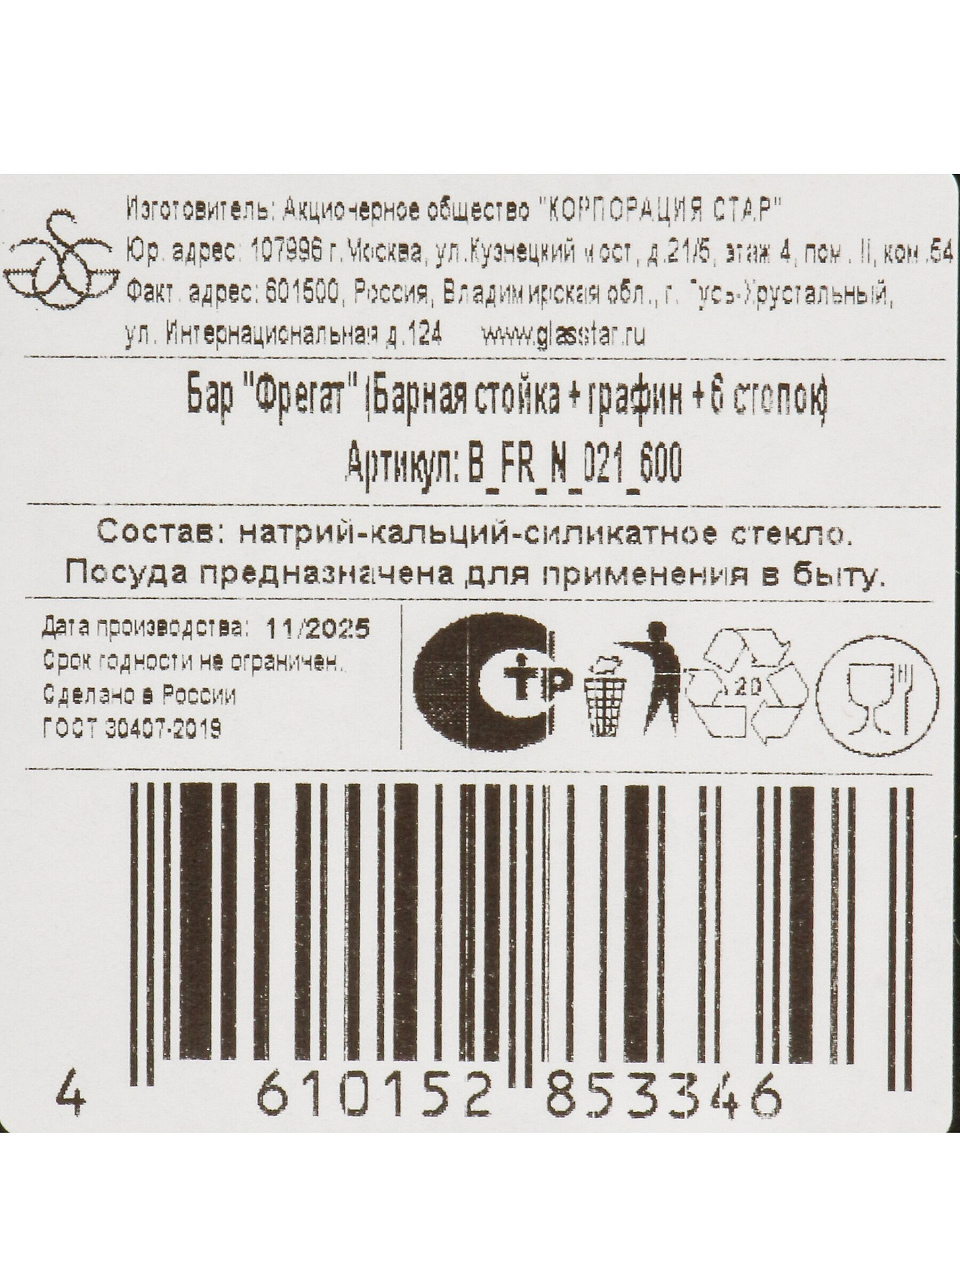 Изготовитель: Акционерное общество "КОРПОРАЦИЯ СТАР"
Юр. адрес: 107996 г.Москва, ул.Кузнецкий мост, д.21/5, этаж 4, пом. II, ком.54
Факт. адрес: 601500, Россия, Владимирская обл., г. Гусь-Хрустальный,
ул. Интернациональная д.124 www.glasstar.ru
Бар "Фрегат" (Барная стойка + графин + 6 стопок)
Артикул: B_FR_N_021_600
Состав: натрий-кальций-силикатное стекло.
Посуда предназначена для применения в быту.
Дата производства: 11/2025
Срок годности не ограничен.
Сделано в России
ГОСТ 30407-2019
СТР
20
4 610152 853346